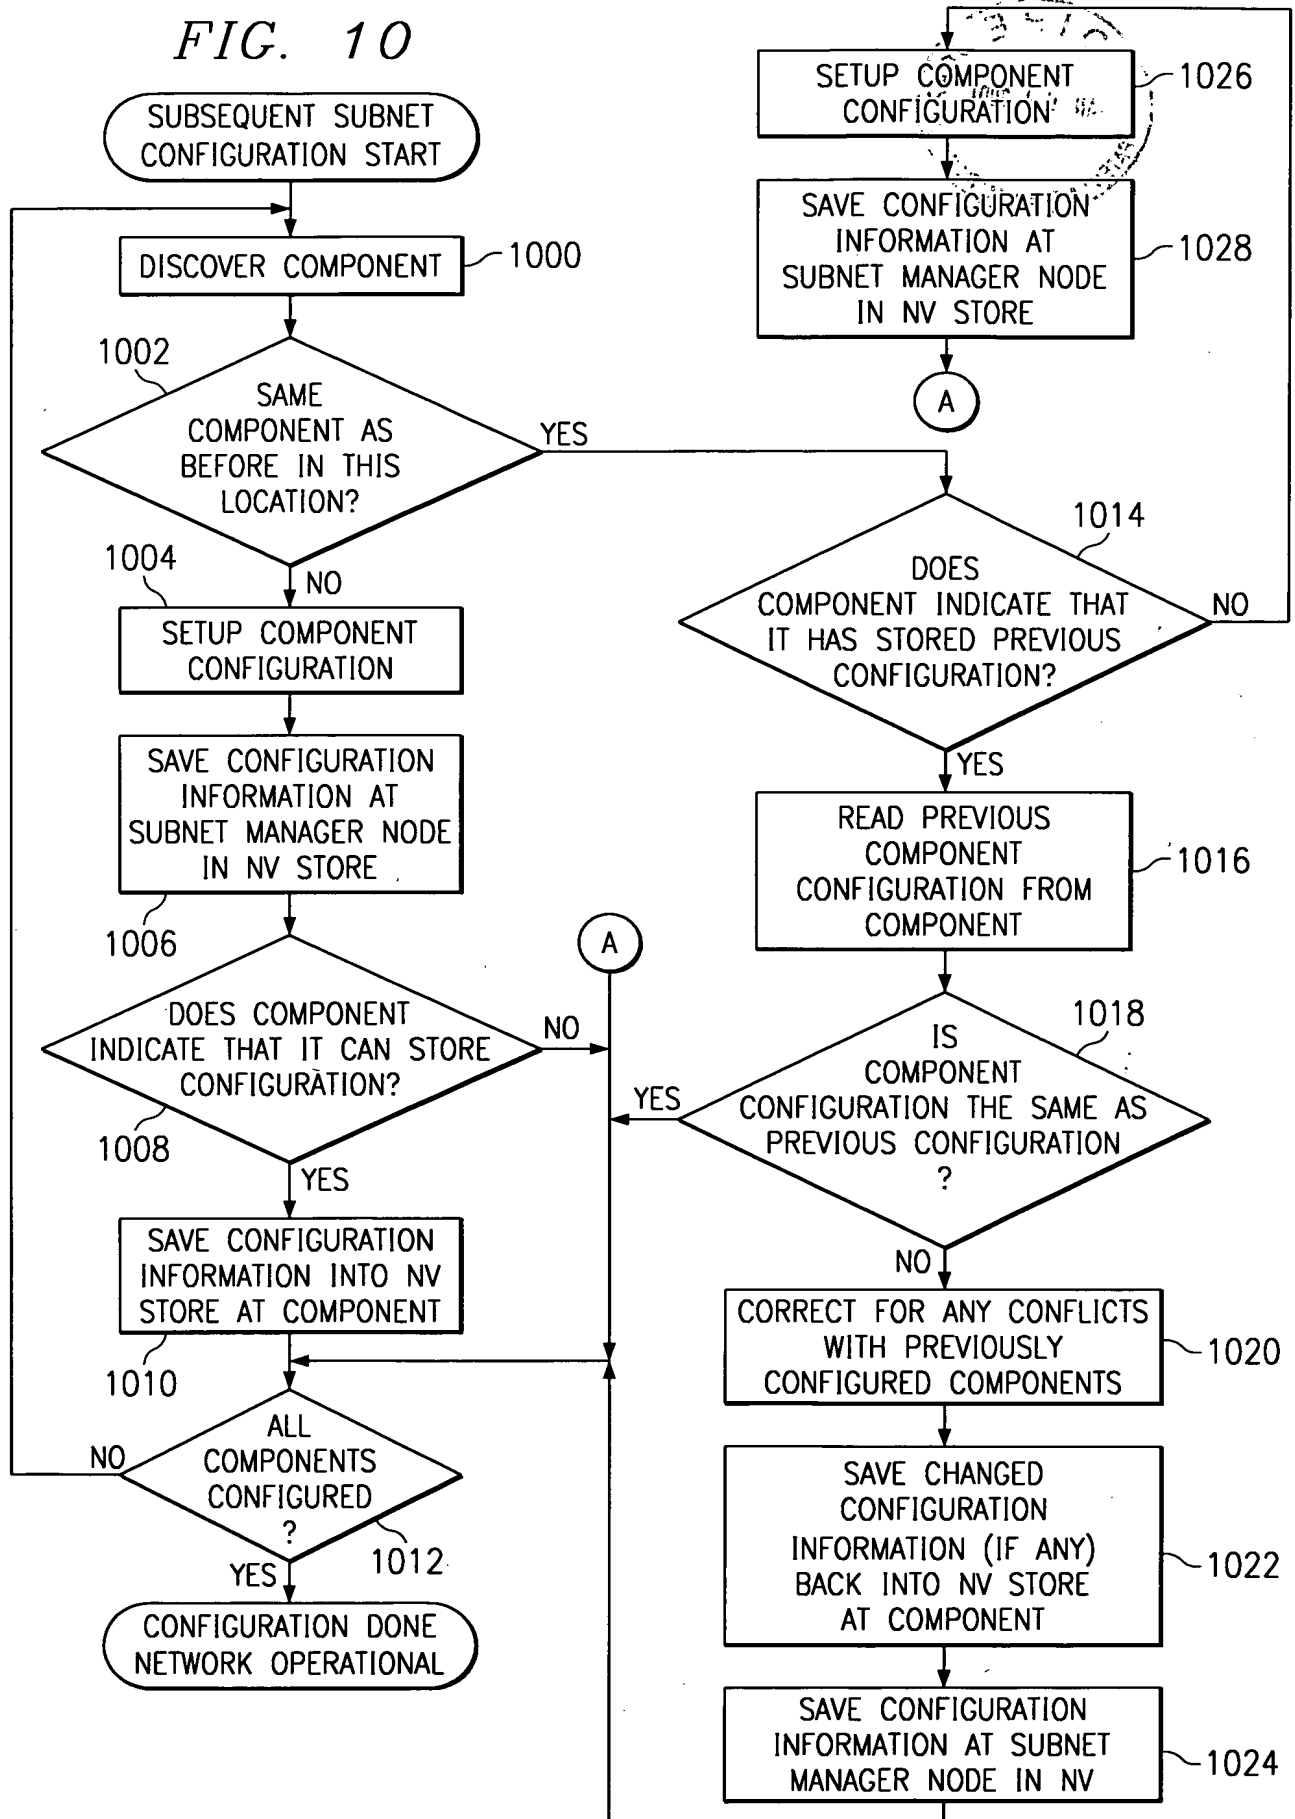 FIG. 10
SUBSEQUENT SUBNET
CONFIGURATION START
DISCOVER COMPONENT
1000
1002
SAME
COMPONENT AS
BEFORE IN THIS
LOCATION?
YES
NO
1004
SETUP COMPONENT
CONFIGURATION
SAVE CONFIGURATION
INFORMATION AT
SUBNET MANAGER NODE
IN NV STORE
1006
DOES COMPONENT
INDICATE THAT IT CAN STORE
CONFIGURATION?
NO
1008
YES
SAVE CONFIGURATION
INFORMATION INTO NV
STORE AT COMPONENT
1010
ALL
COMPONENTS
CONFIGURED
?
NO
1012
YES
CONFIGURATION DONE
NETWORK OPERATIONAL
A
SETUP COMPONENT
CONFIGURATION
1026
SAVE CONFIGURATION
INFORMATION AT
SUBNET MANAGER NODE
IN NV STORE
1028
A
1014
DOES
COMPONENT INDICATE THAT
IT HAS STORED PREVIOUS
CONFIGURATION?
NO
YES
READ PREVIOUS
COMPONENT
CONFIGURATION FROM
COMPONENT
1016
1018
IS
COMPONENT
CONFIGURATION THE SAME AS
PREVIOUS CONFIGURATION
?
YES
NO
CORRECT FOR ANY CONFLICTS
WITH PREVIOUSLY
CONFIGURED COMPONENTS
1020
SAVE CHANGED
CONFIGURATION
INFORMATION (IF ANY)
BACK INTO NV STORE
AT COMPONENT
1022
SAVE CONFIGURATION
INFORMATION AT SUBNET
MANAGER NODE IN NV
1024